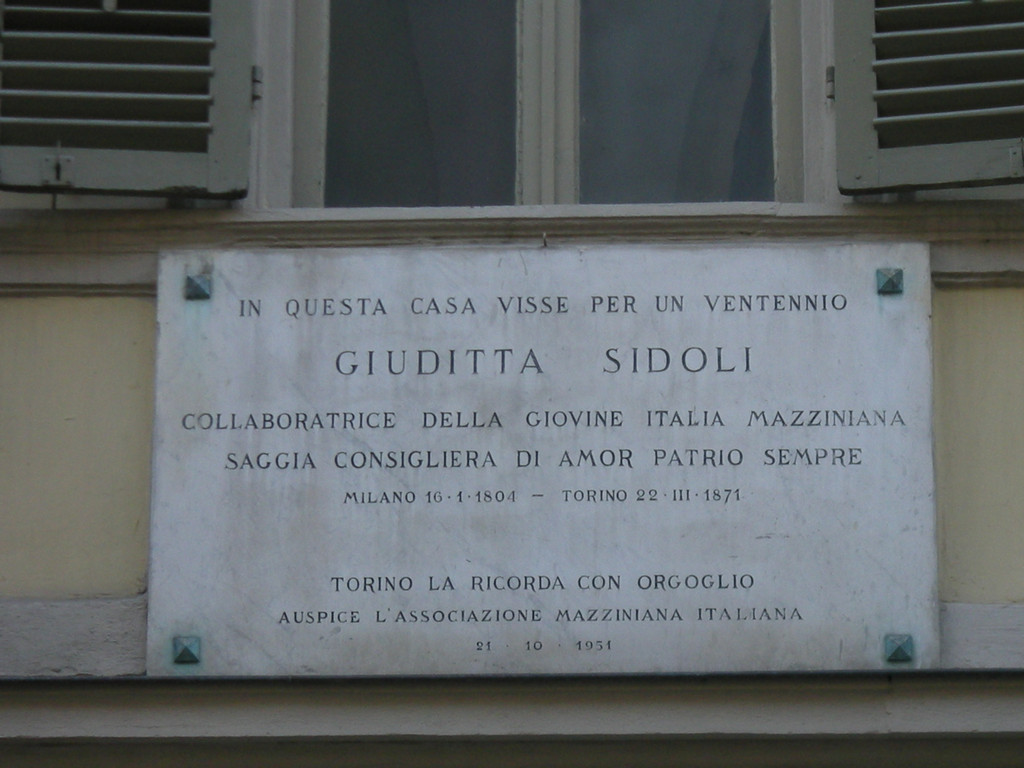 IN QUESTA CASA VISSE PER UN VENTENNIO
GIUDITTA SIDOLI
COLLABORATRICE DELLA GIOVINE ITALIA MAZZINIANA
SAGGIA CONSIGLIERA DI AMOR PATRIO SEMPRE
MILANO 16·1·1804 – TORINO 22·III·1871
TORINO LA RICORDA CON ORGOGLIO
AUSPICE L'ASSOCIAZIONE MAZZINIANA ITALIANA
21 · 10 · 1951